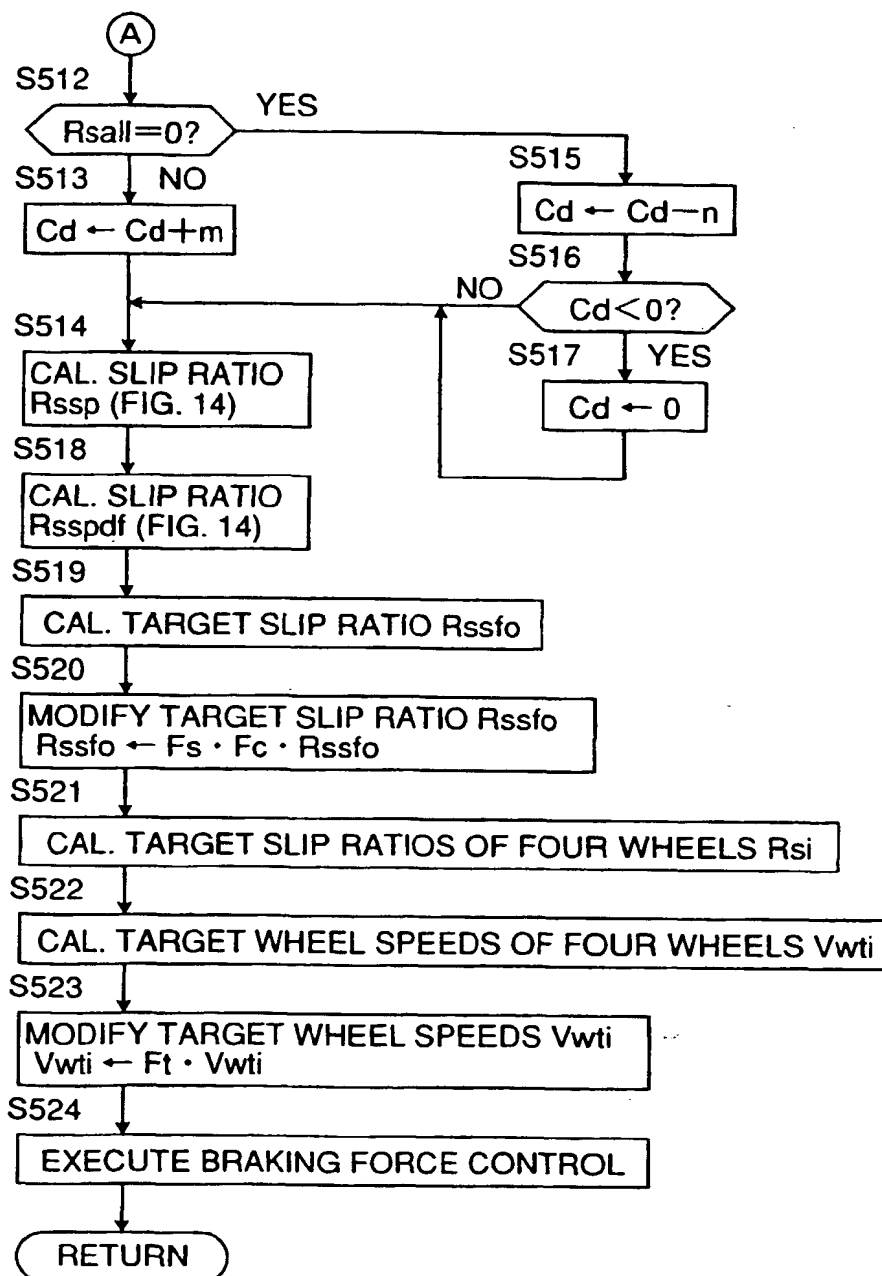 A
S512
Rsall=0?
YES
S513
NO
Cd ← Cd+m
S515
Cd ← Cd−n
S516
Cd<0?
NO
S517
YES
Cd ← 0
S514
CAL. SLIP RATIO
Rssp (FIG. 14)
S518
CAL. SLIP RATIO
Rsspdf (FIG. 14)
S519
CAL. TARGET SLIP RATIO Rssfo
S520
MODIFY TARGET SLIP RATIO Rssfo
Rssfo ← Fs · Fc · Rssfo
S521
CAL. TARGET SLIP RATIOS OF FOUR WHEELS Rsi
S522
CAL. TARGET WHEEL SPEEDS OF FOUR WHEELS Vwti
S523
MODIFY TARGET WHEEL SPEEDS Vwti
Vwti ← Ft · Vwti
S524
EXECUTE BRAKING FORCE CONTROL
RETURN